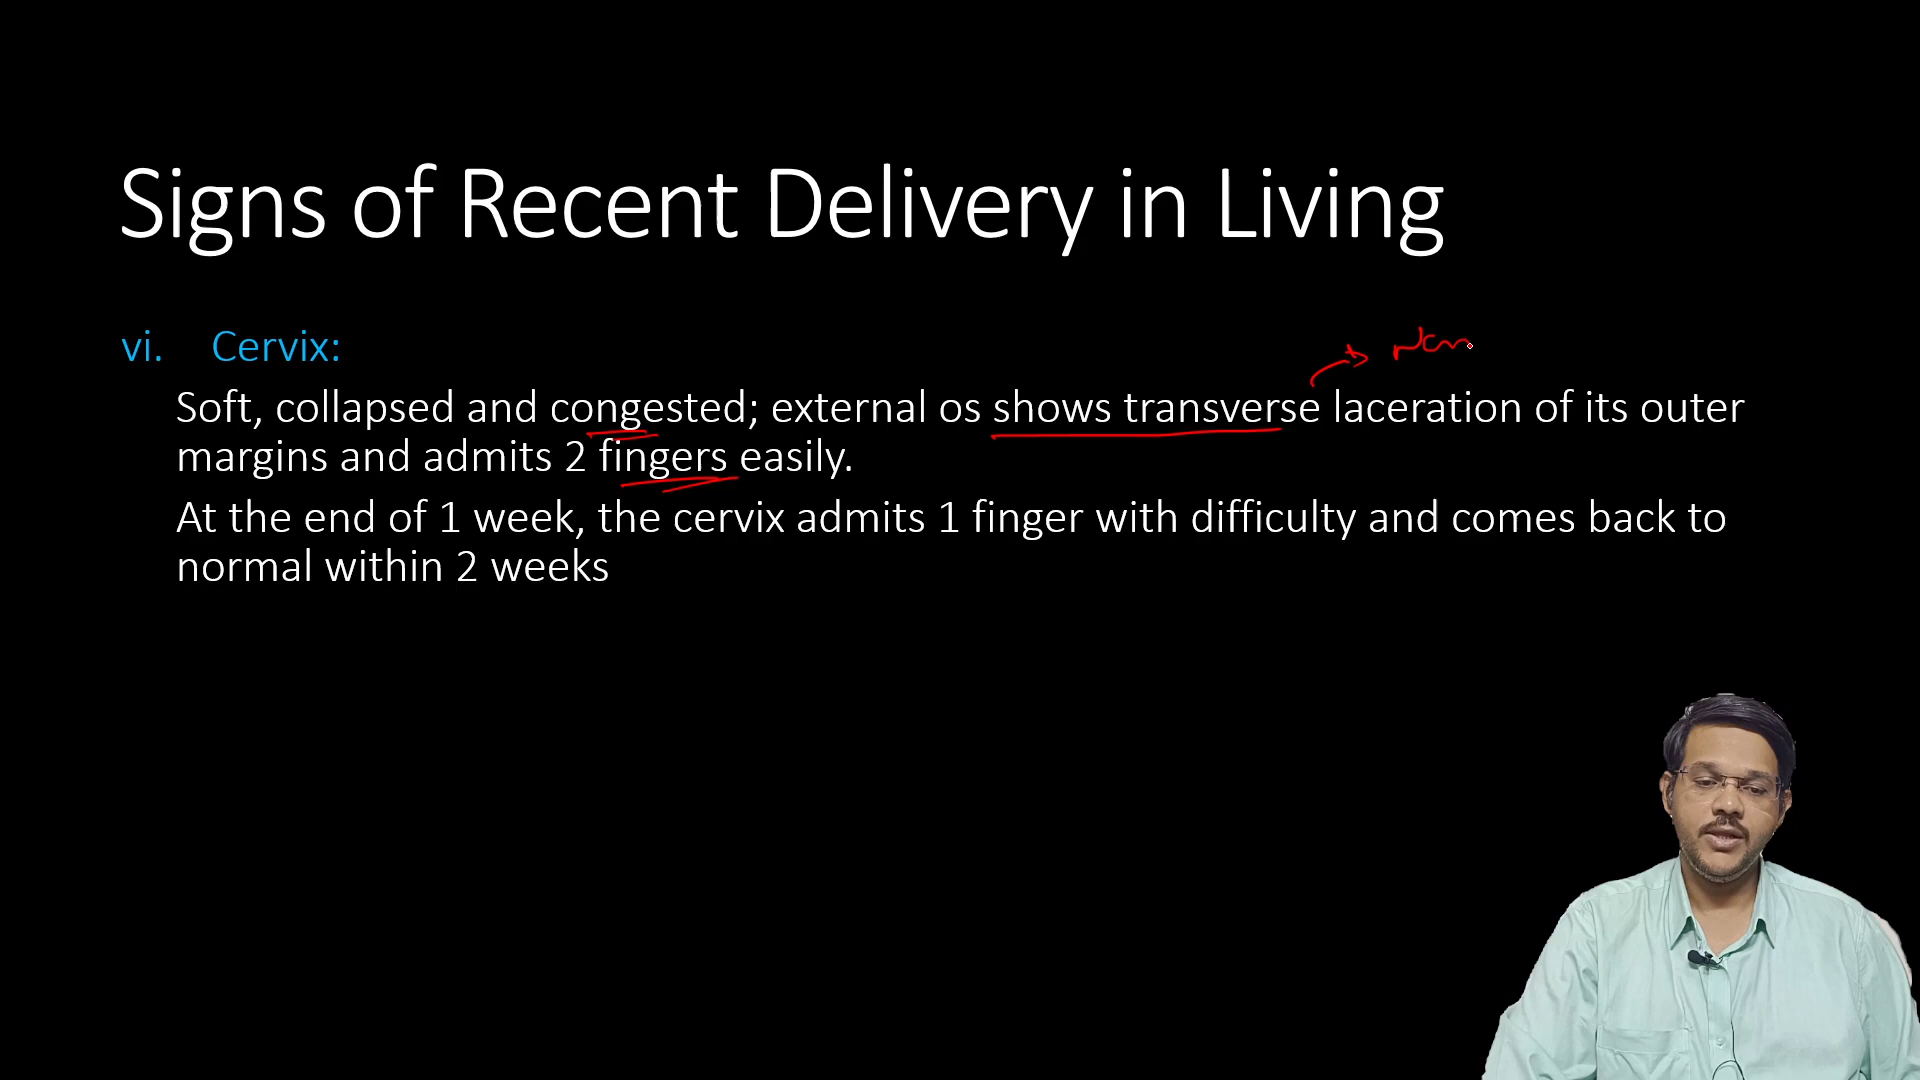 Signs of Recent Delivery in Living
vi. Cervix:
Soft, collapsed and congested; external os shows transverse laceration of its outer
margins and admits 2 fingers easily.
At the end of 1 week, the cervix admits 1 finger with difficulty and comes back to
normal within 2 weeks